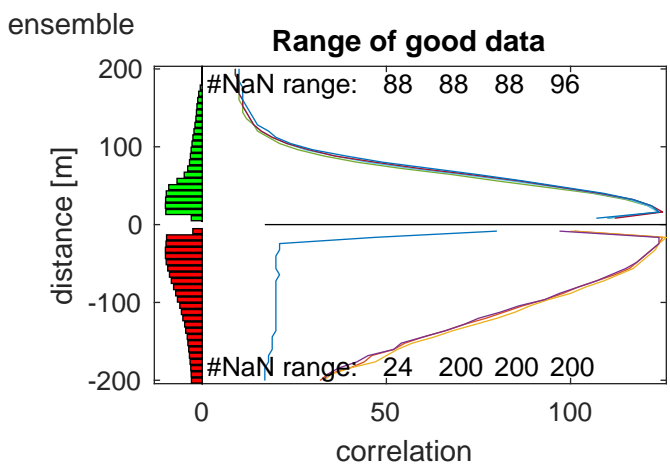 ensemble
Range of good data
200
#NaN range: 88 88 88 96
100
0
-100
#NaN range: 24 200 200 200
-200
distance [m]
0 50 100
correlation